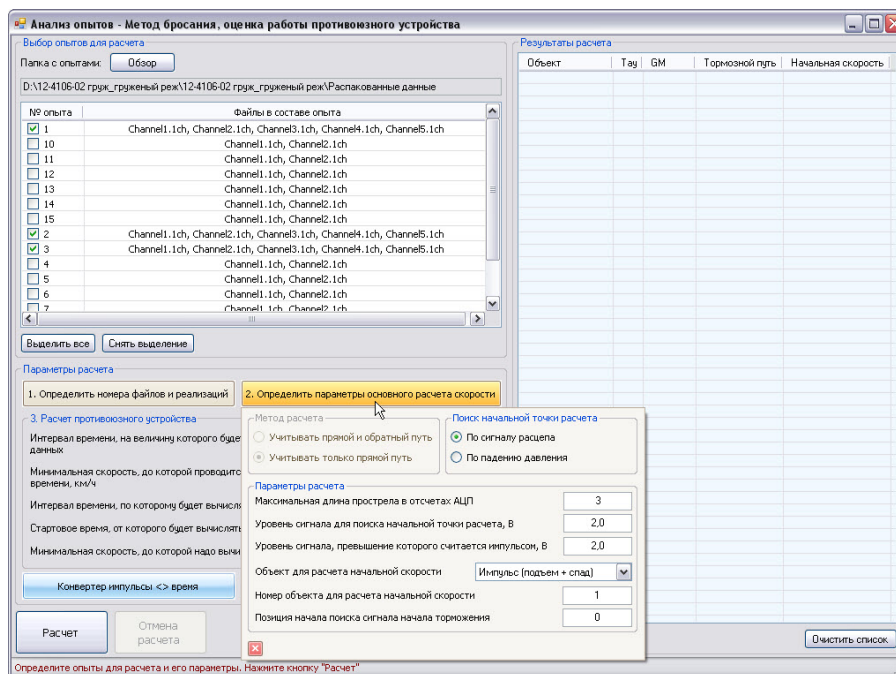 Анализ опытов - Метод бросания, оценка работы противоюзного устройства
Выбор опытов для расчета
Папка с опытами: Обзор
D:\12-4106-02 груж_груженый реж\12-4106-02 груж_груженый реж\Распакованные данные
№ опыта Файлы в составе опыта
1 Channel1.1ch, Channel2.1ch, Channel3.1ch, Channel4.1ch, Channel5.1ch
10 Channel1.1ch, Channel2.1ch
11 Channel1.1ch, Channel2.1ch
12 Channel1.1ch, Channel2.1ch
13 Channel1.1ch, Channel2.1ch
14 Channel1.1ch, Channel2.1ch
15 Channel1.1ch, Channel2.1ch
2 Channel1.1ch, Channel2.1ch, Channel3.1ch, Channel4.1ch, Channel5.1ch
3 Channel1.1ch, Channel2.1ch, Channel3.1ch, Channel4.1ch, Channel5.1ch
4 Channel1.1ch, Channel2.1ch
5 Channel1.1ch, Channel2.1ch
6 Channel1.1ch, Channel2.1ch
7 Channel1.1ch, Channel2.1ch
Выделить все Снять выделение
Параметры расчета
1. Определить номера файлов и реализаций 2. Определить параметры основного расчета скорости
3. Расчет противоюзного устройства
Интервал времени, на величину которого буде
данных
Минимальная скорость, до которой проводитс
времени, км/ч
Интервал времени, по которому будет вычисл
Стартовое время, от которого будет вычислят
Минимальная скорость, до которой надо вычи
Конвертер импульсы <> время
Расчет Отмена расчета
Метод расчета
Учитывать прямой и обратный путь
Учитывать только прямой путь
Поиск начальной точки расчета
По сигналу расцепа
По падению давления
Параметры расчета
Максимальная длина прострела в отсчетах АЦП 3
Уровень сигнала для поиска начальной точки расчета, В 2,0
Уровень сигнала, превышение которого считается импульсом, В 2,0
Объект для расчета начальной скорости Импульс (подъем + спад)
Номер объекта для расчета начальной скорости 1
Позиция начала поиска сигнала начала торможения 0
Результаты расчета
Объект Тау GM Тормозной путь Начальная скорость
Очистить список
Определите опыты для расчета и его параметры. Нажмите кнопку "Расчет"